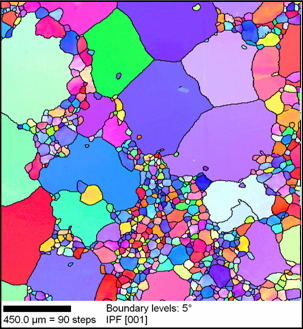 Boundary levels: 5°
450.0 µm = 90 steps IPF [001]